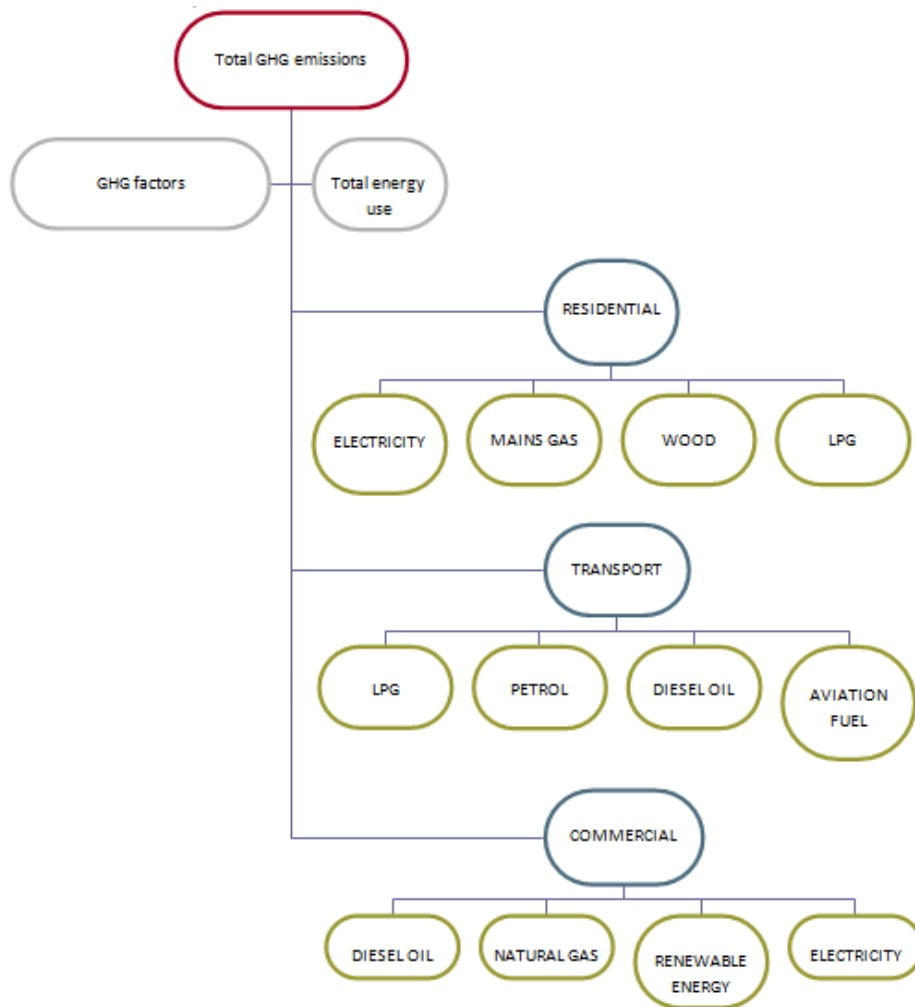 Total GHG emissions
GHG factors
Total energy
use
RESIDENTIAL
ELECTRICITY
MAINS GAS
WOOD
LPG
TRANSPORT
LPG
PETROL
DIESEL OIL
AVIATION
FUEL
COMMERCIAL
DIESEL OIL
NATURAL GAS
RENEWABLE
ENERGY
ELECTRICITY